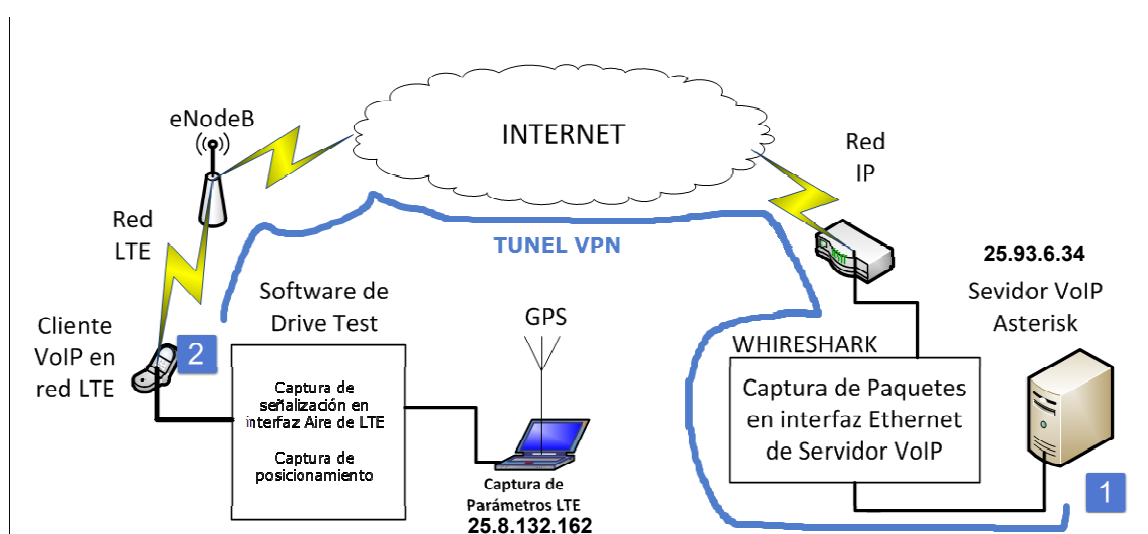 eNodeB
INTERNET
Red
IP
Red
LTE
TUNEL VPN
25.93.6.34
Sevidor VoIP
Asterisk
Software de
Drive Test
GPS
Cliente
VoIP en
red LTE
2
WHIRESHARK
Captura de
señalización en
interfaz Aire de LTE
Captura de
posicionamiento
Captura de Paquetes
en interfaz Ethernet
de Servidor VoIP
Captura de
Parámetros LTE
25.8.132.162
1